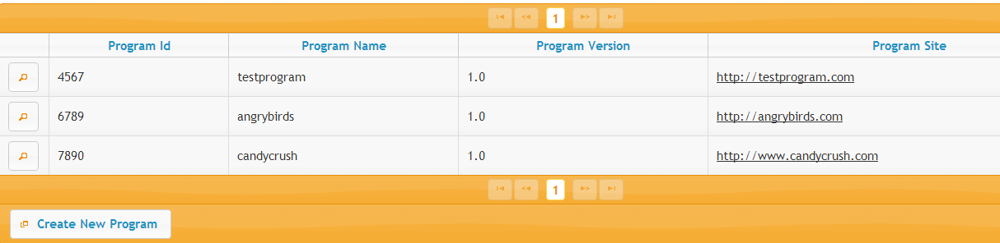 1
Program Id Program Name Program Version Program Site
4567 testprogram 1.0 http://testprogram.com
6789 angrybirds 1.0 http://angrybirds.com
7890 candycrush 1.0 http://www.candycrush.com
1
Create New Program